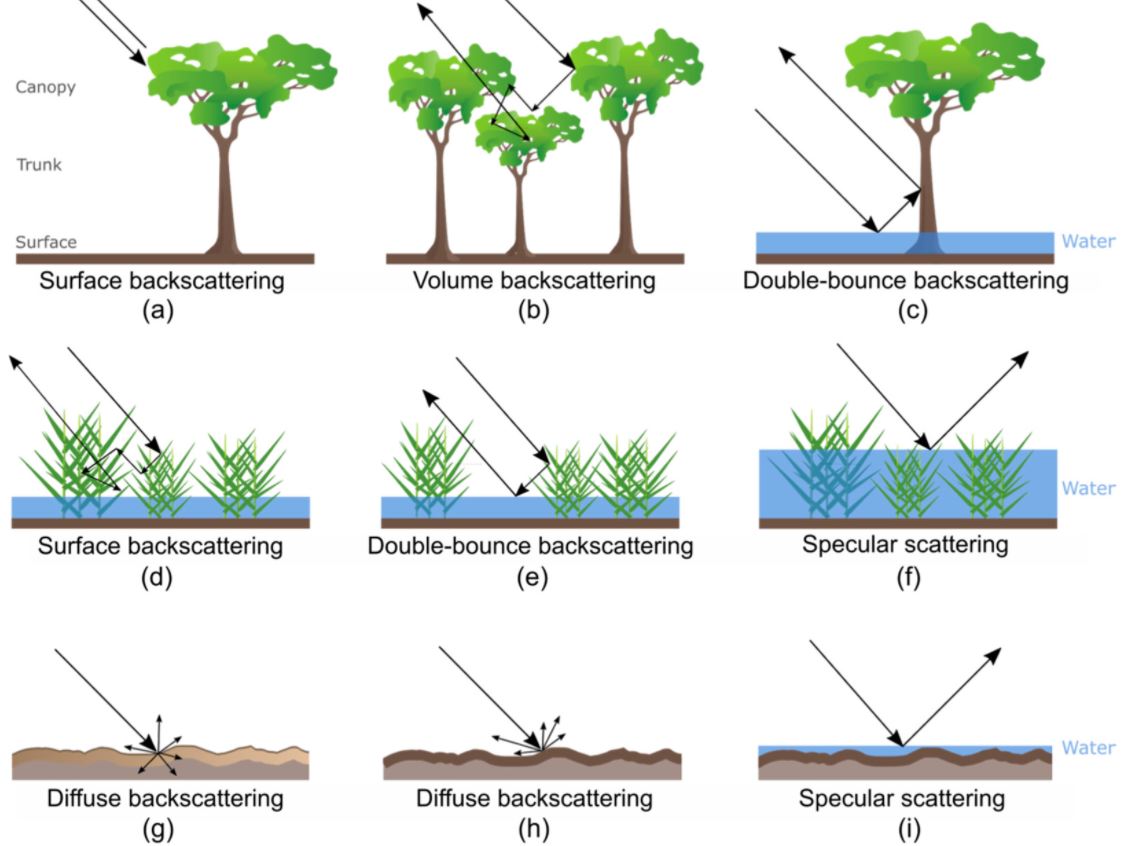 Canopy
Trunk
Surface
Water
Surface backscattering
Volume backscattering
Double-bounce backscattering
(a)
(b)
(c)
Water
Surface backscattering
Double-bounce backscattering
Specular scattering
(d)
(e)
(f)
Water
Diffuse backscattering
Diffuse backscattering
Specular scattering
(g)
(h)
(i)